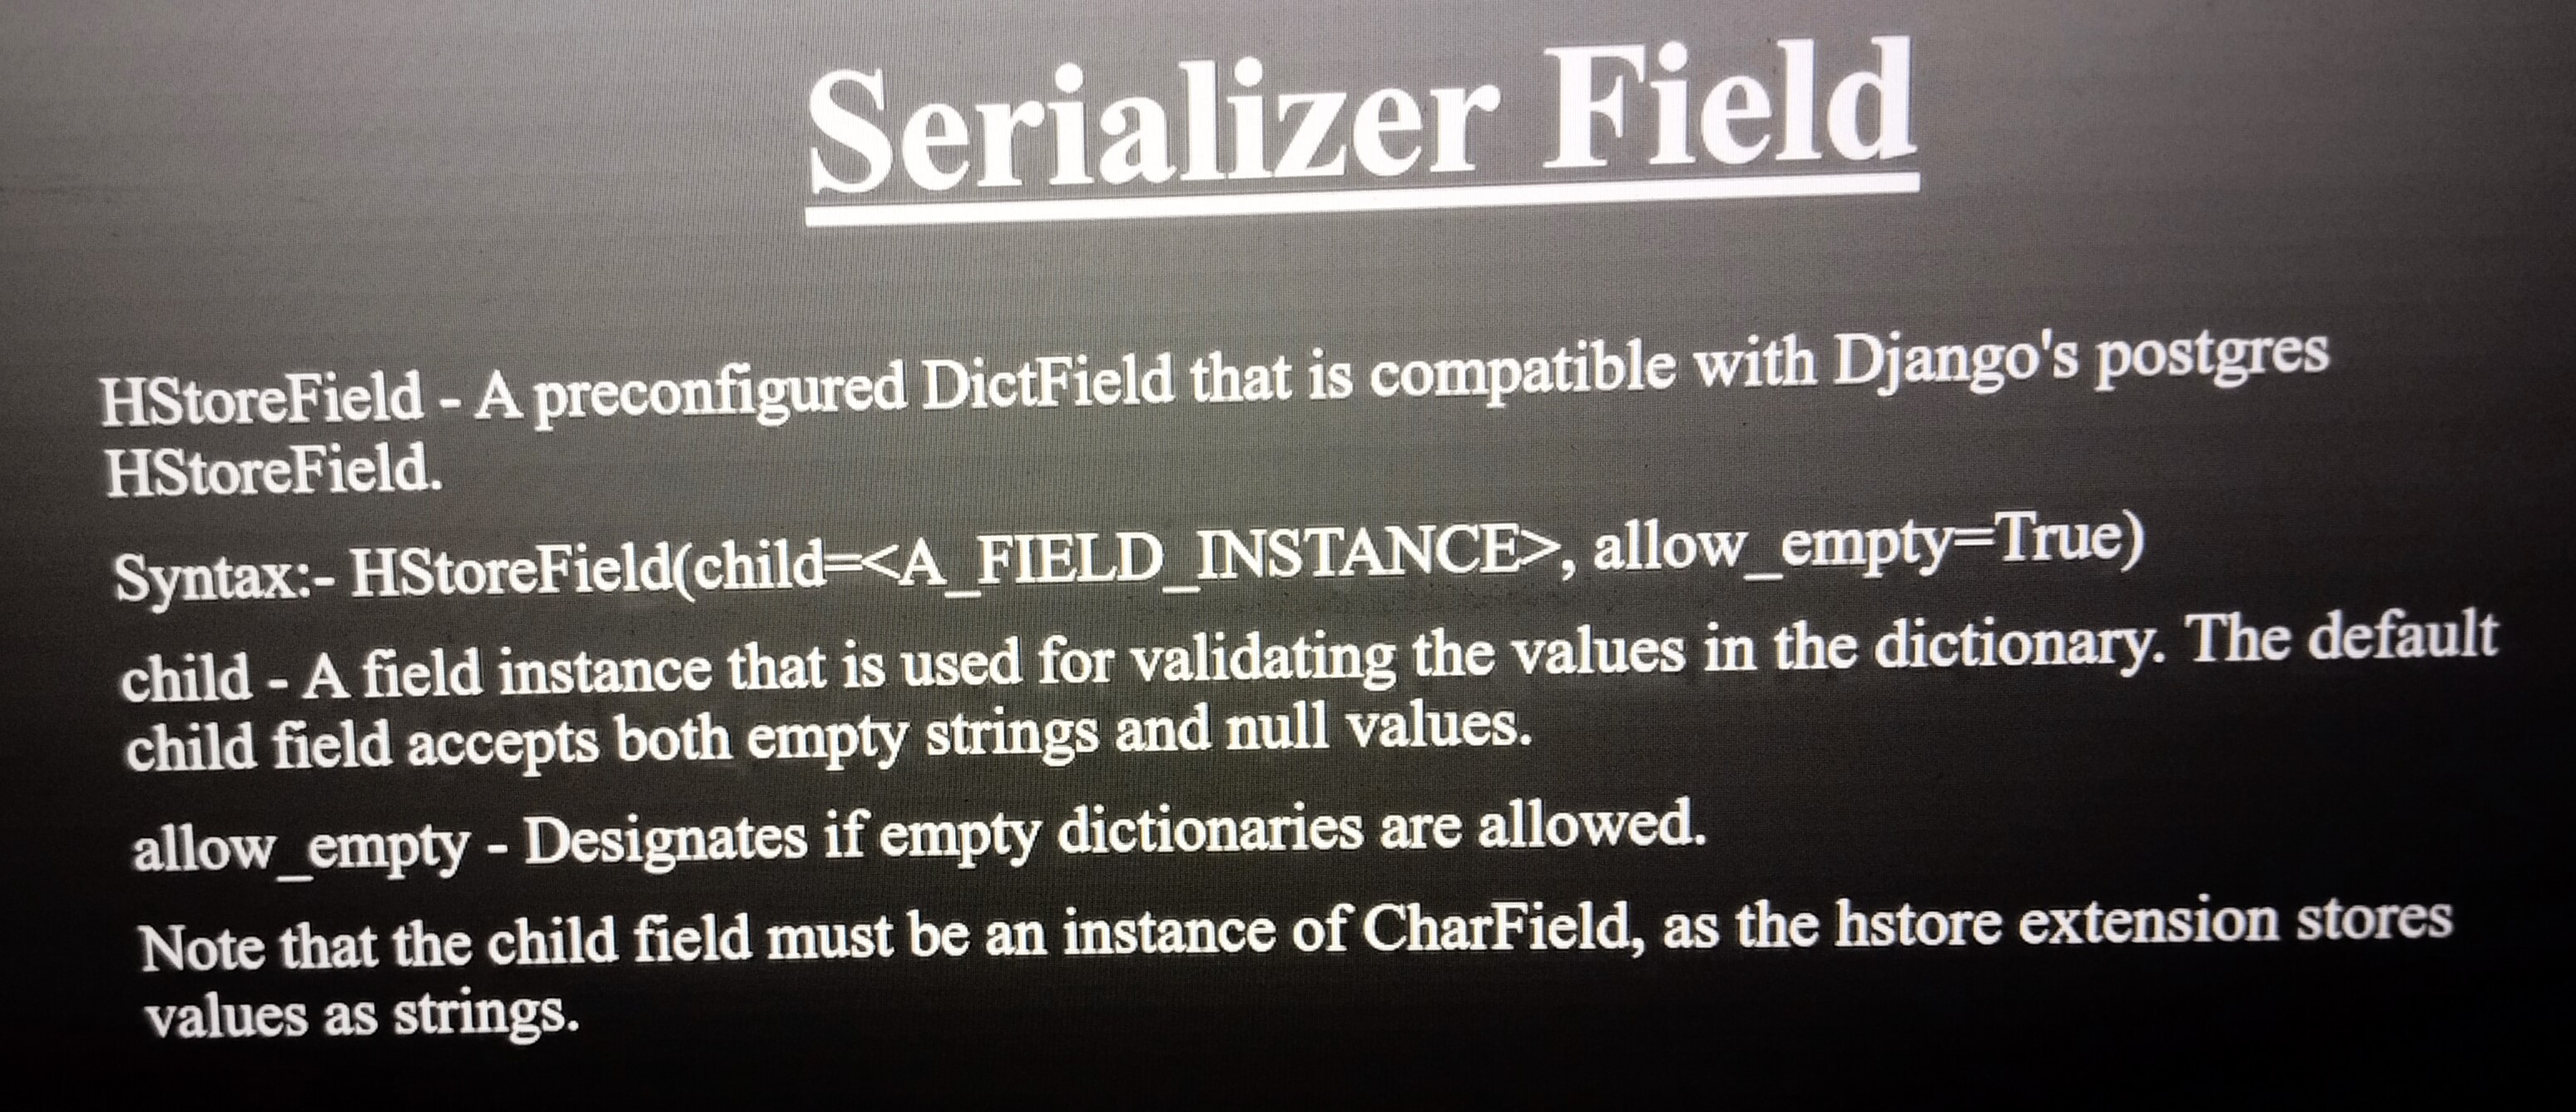 Serializer Field
HStoreField - A preconfigured DictField that is compatible with Django's postgres
HStoreField.
Syntax:- HStoreField(child=<A_FIELD_INSTANCE>, allow_empty=True)
child - A field instance that is used for validating the values in the dictionary. The default
child field accepts both empty strings and null values.
allow_empty - Designates if empty dictionaries are allowed.
Note that the child field must be an instance of CharField, as the hstore extension stores
values as strings.